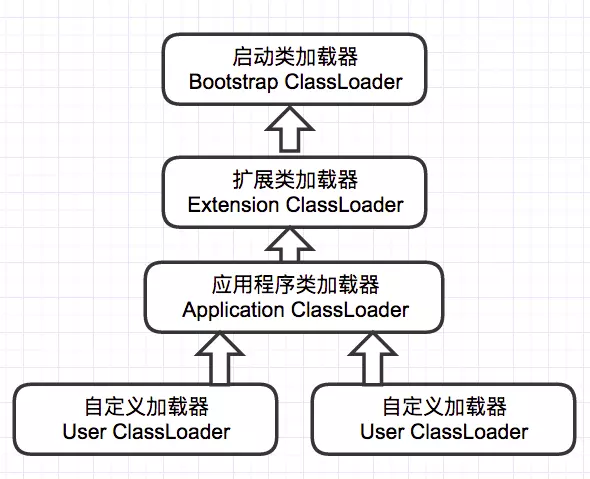 启动类加载器
Bootstrap ClassLoader
扩展类加载器
Extension ClassLoader
应用程序类加载器
Application ClassLoader
自定义加载器
User ClassLoader
自定义加载器
User ClassLoader